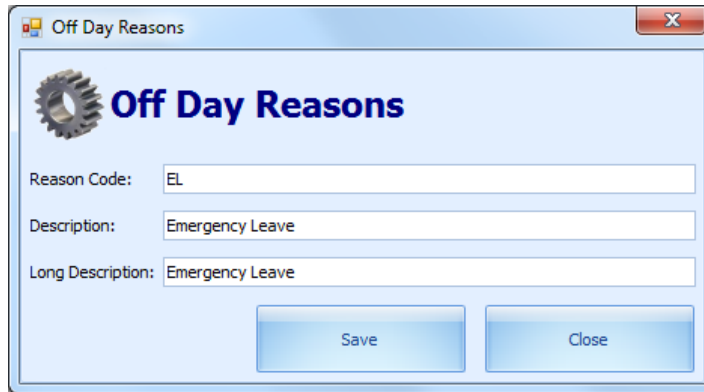 Off Day Reasons
Off Day Reasons
Reason Code: EL
Description: Emergency Leave
Long Description: Emergency Leave
Save Close